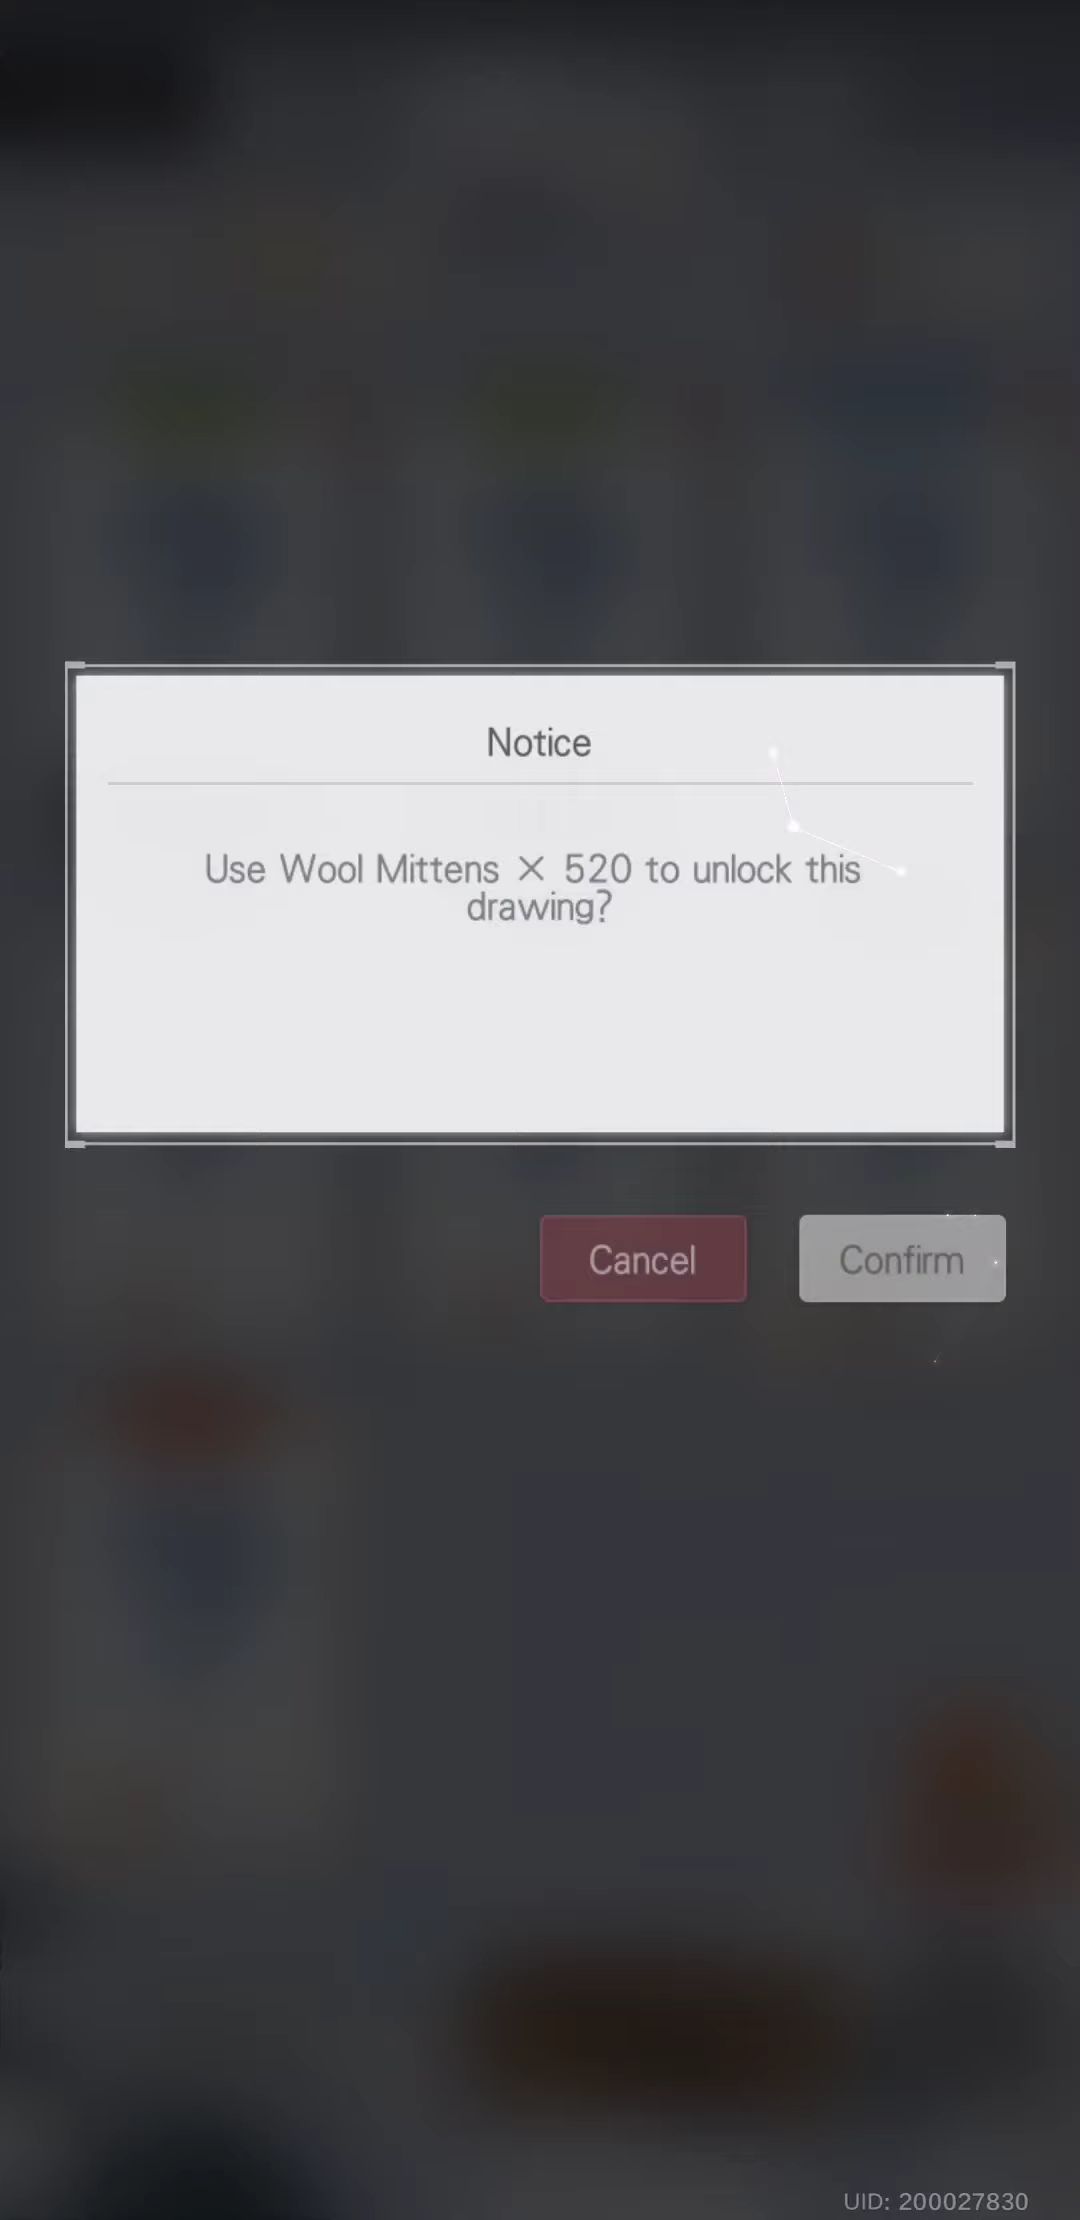 Notice
Use Wool Mittens × 520 to unlock this
drawing?
Cancel
Confirm
UID: 200027830